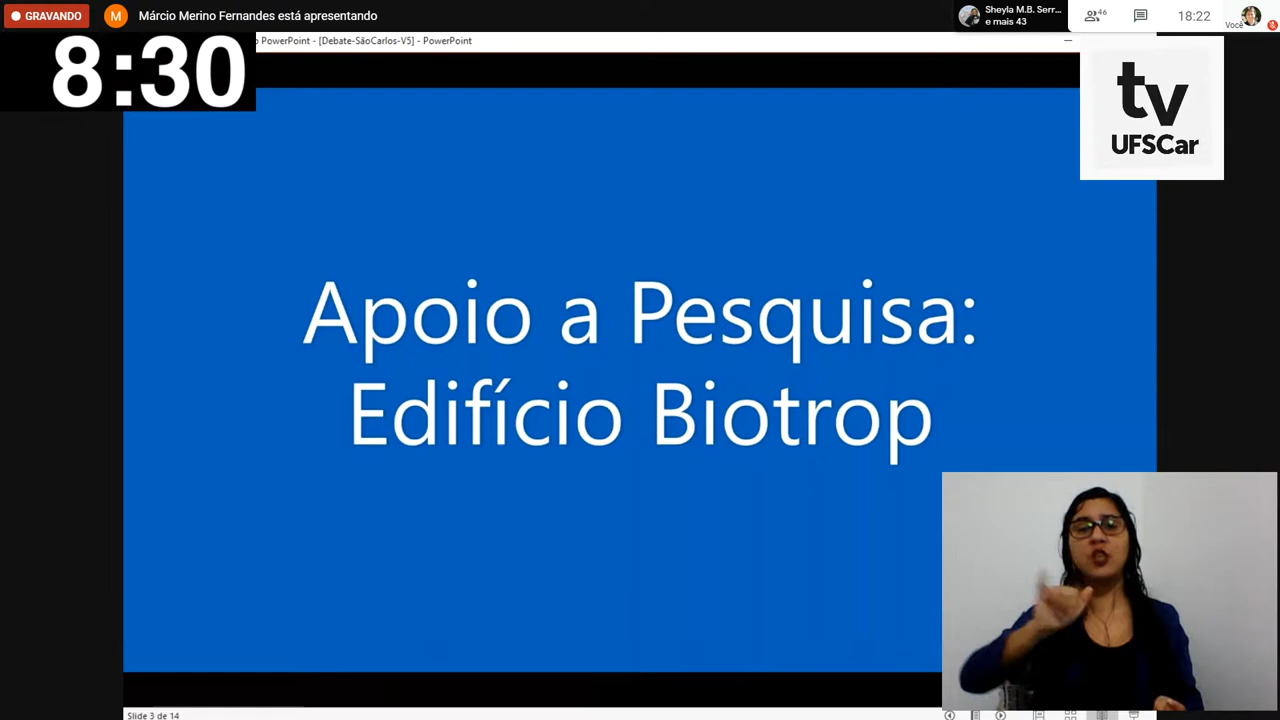 GRAVANDO
M
Márcio Merino Fernandes está apresentando
Sheyla M.B. Serr...
e mais 43
46
18:22
Você
PowerPoint - [Debate-SãoCarlos-V5] - PowerPoint
8:30
tv
UFSCar
Apoio a Pesquisa:
Edifício Biotrop
Slide 3 de 14